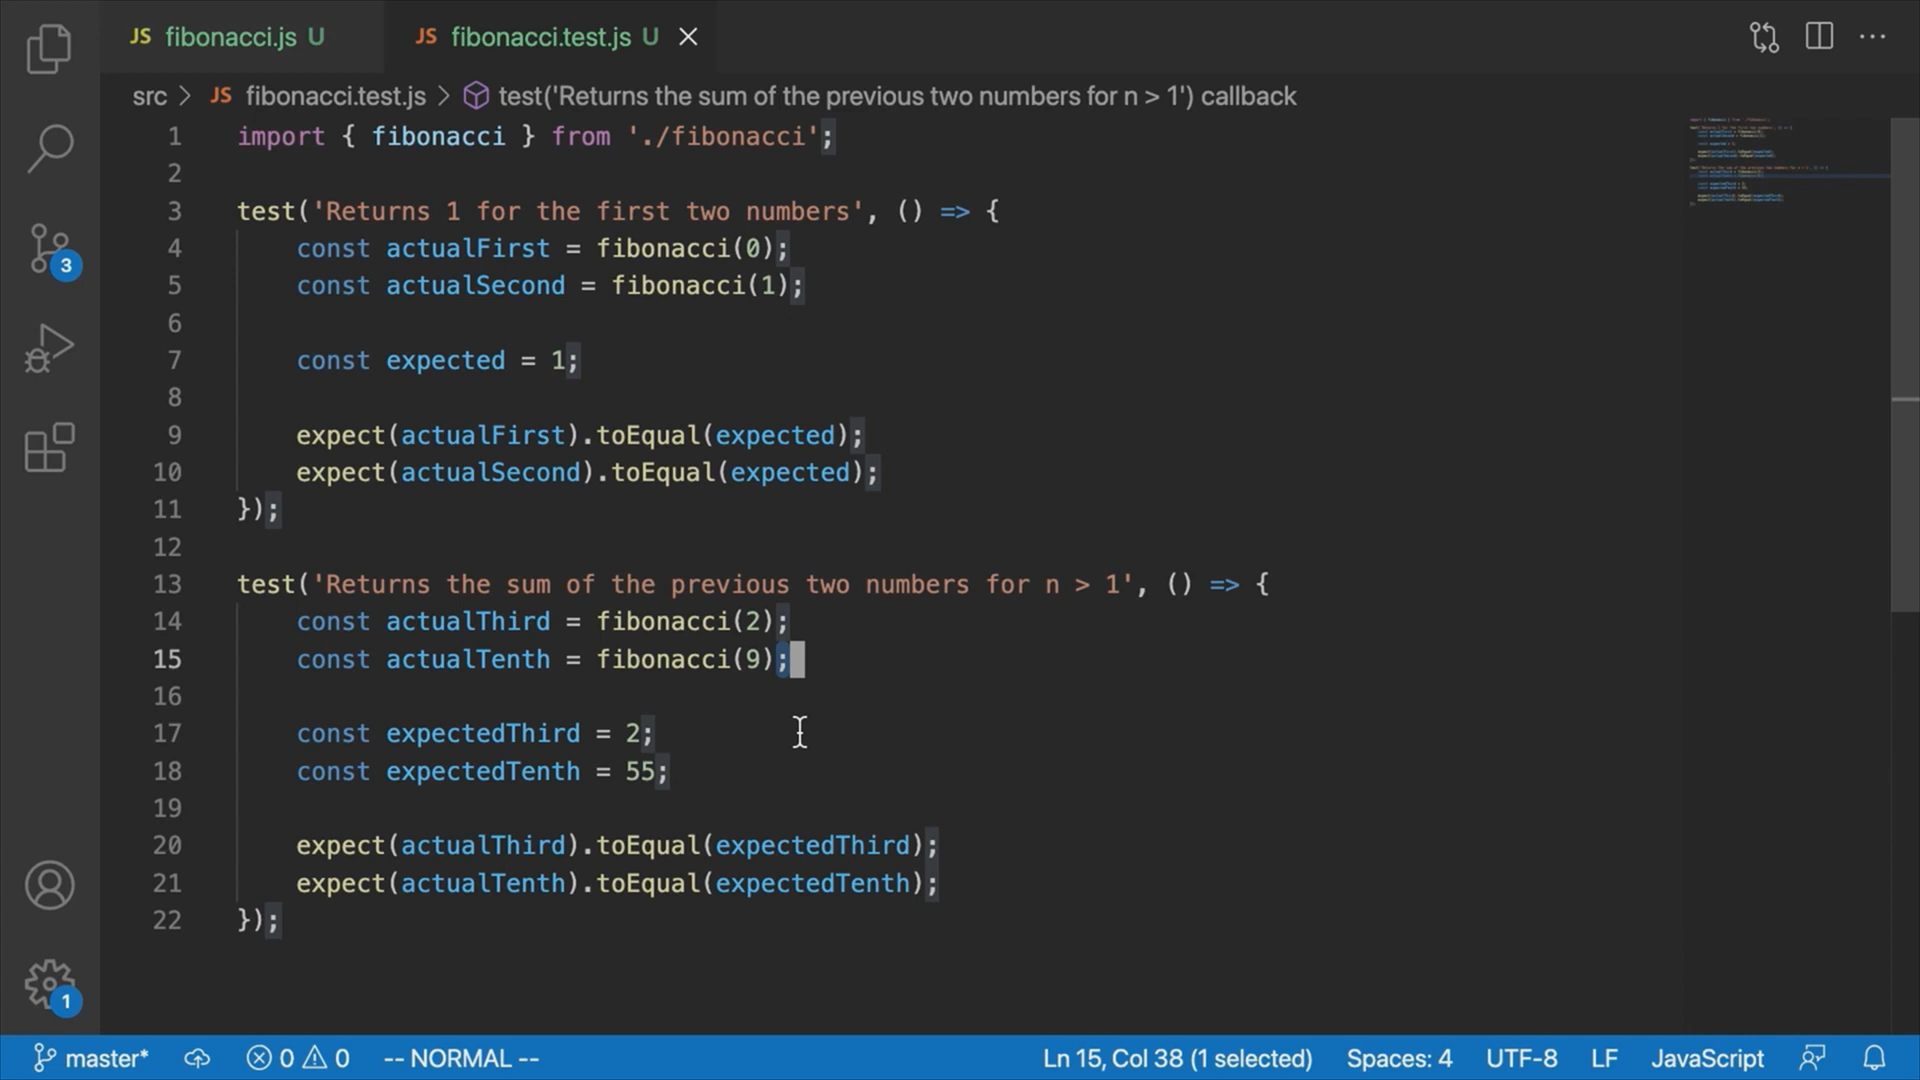 JS fibonacci.js U JS fibonacci.test.js U
src > JS fibonacci.test.js > test('Returns the sum of the previous two numbers for n > 1') callback
1 import { fibonacci } from './fibonacci';
2
3 test('Returns 1 for the first two numbers', () => {
4 const actualFirst = fibonacci(0);
5 const actualSecond = fibonacci(1);
6
7 const expected = 1;
8
9 expect(actualFirst).toEqual(expected);
10 expect(actualSecond).toEqual(expected);
11 });
12
13 test('Returns the sum of the previous two numbers for n > 1', () => {
14 const actualThird = fibonacci(2);
15 const actualTenth = fibonacci(9);
16
17 const expectedThird = 2;
18 const expectedTenth = 55;
19
20 expect(actualThird).toEqual(expectedThird);
21 expect(actualTenth).toEqual(expectedTenth);
22 });
3
1
master* 0 0 -- NORMAL -- Ln 15, Col 38 (1 selected) Spaces: 4 UTF-8 LF JavaScript